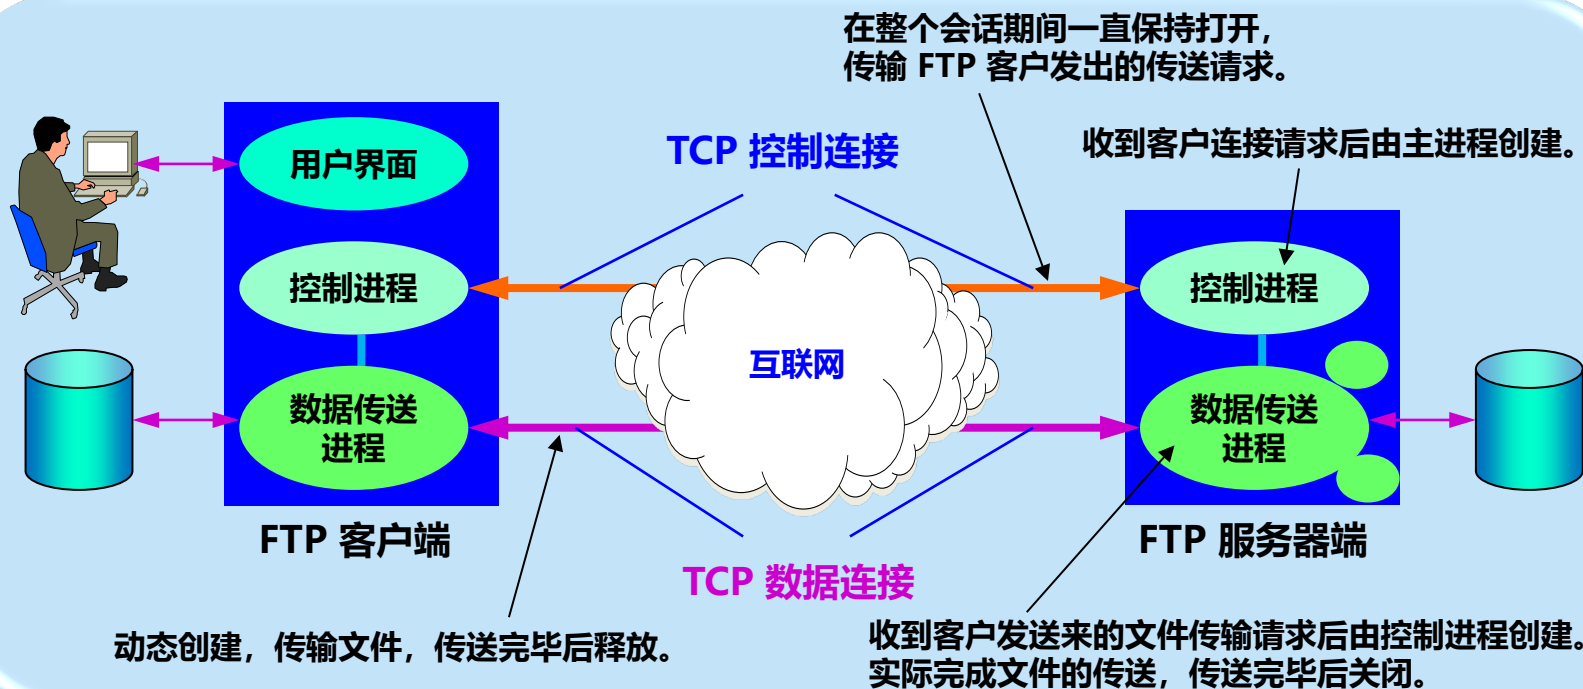 在整个会话期间一直保持打开，
传输 FTP 客户发出的传送请求。
TCP 控制连接
收到客户连接请求后由主进程创建。
用户界面
控制进程
控制进程
互联网
数据传送
进程
数据传送
进程
FTP 客户端
FTP 服务器端
TCP 数据连接
动态创建，传输文件，传送完毕后释放。
收到客户发送来的文件传输请求后由控制进程创建。
实际完成文件的传送，传送完毕后关闭。